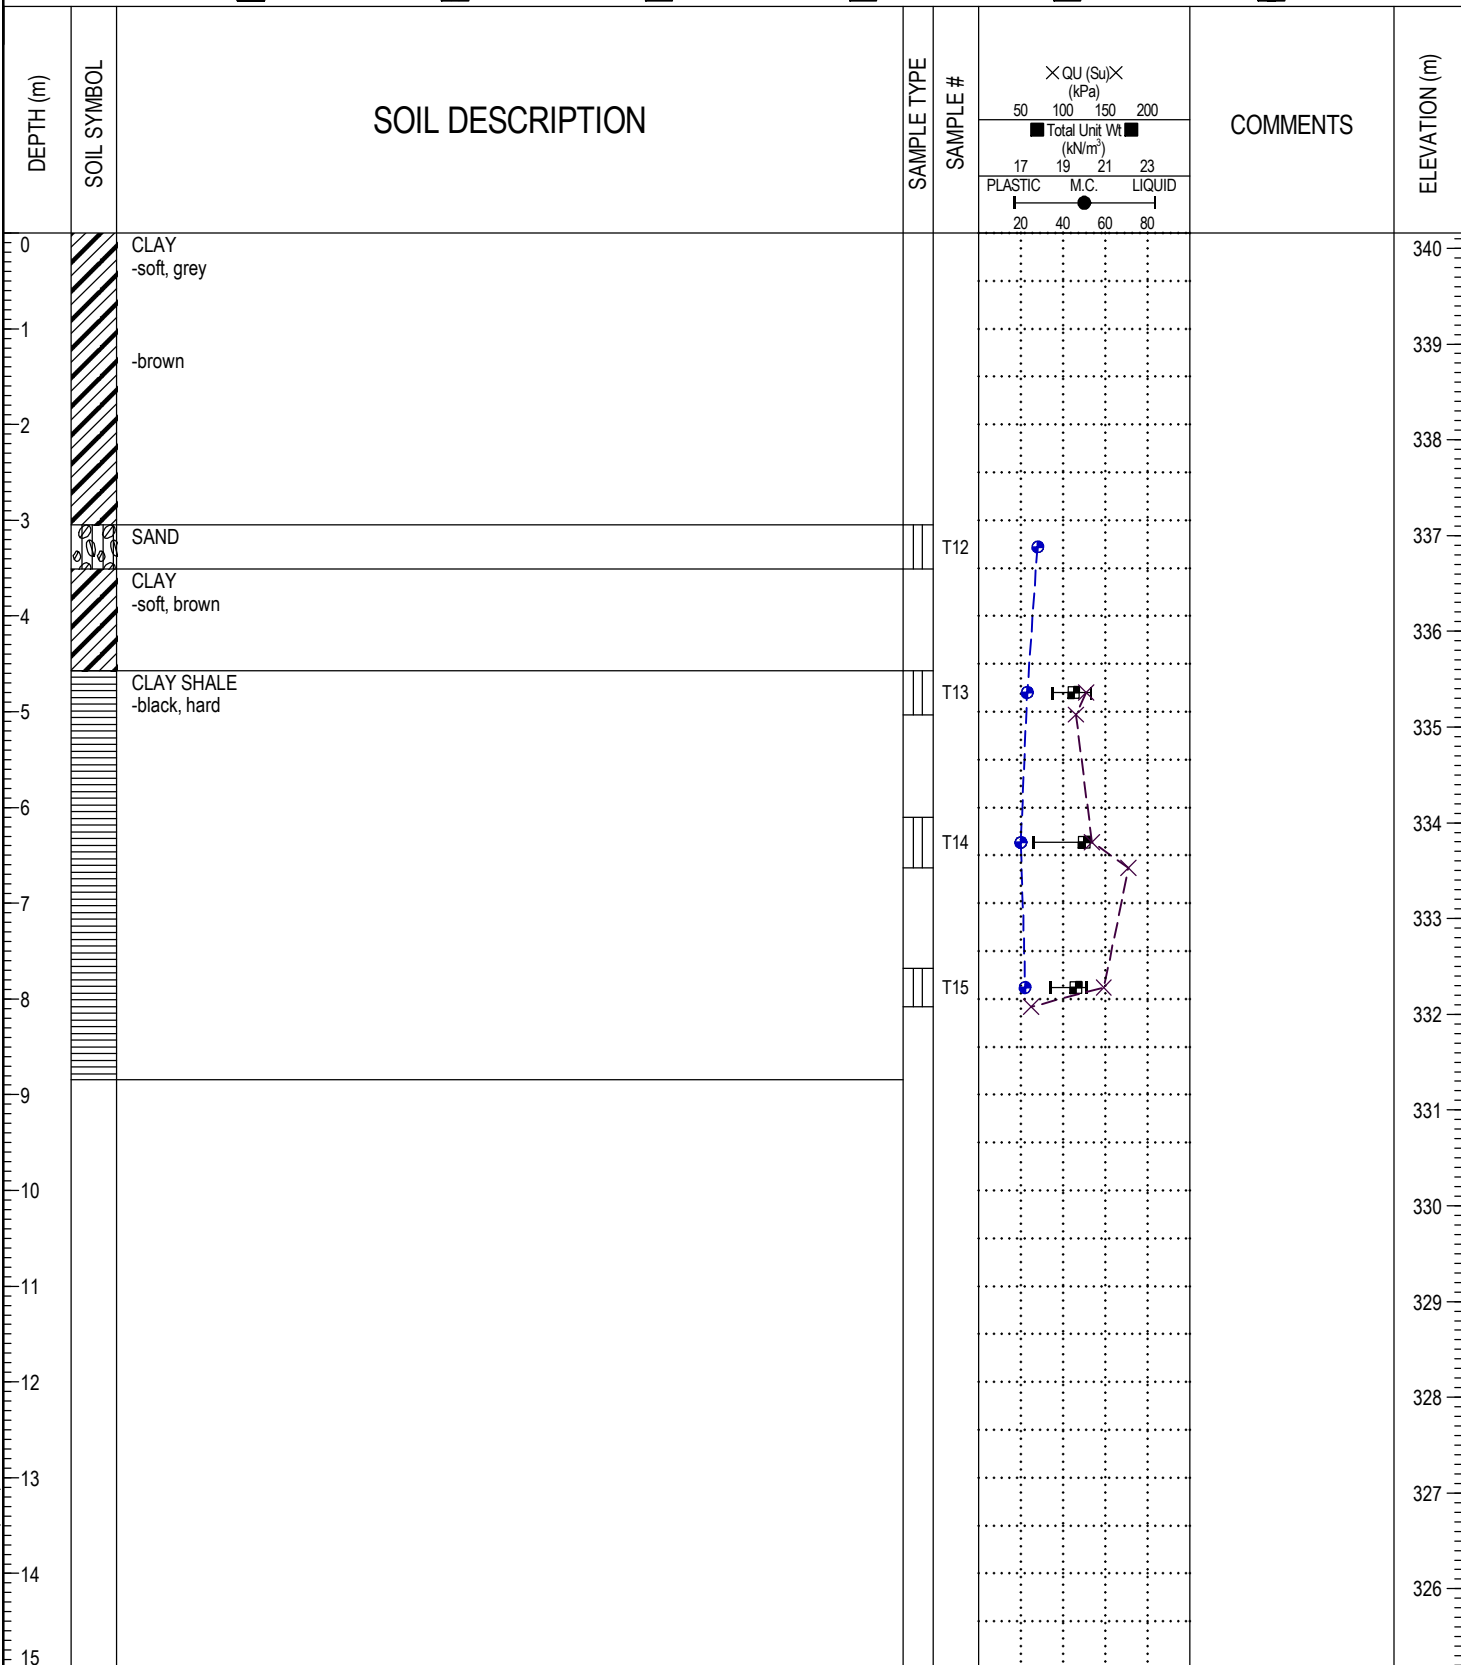 DEPTH (m)
SOIL SYMBOL
SOIL DESCRIPTION
SAMPLE TYPE
SAMPLE #
QU (Su)
(kPa)
50 100 150 200
Total Unit Wt
(kN/m³)
17 19 21 23
PLASTIC M.C. LIQUID
20 40 60 80
COMMENTS
ELEVATION (m)
0
CLAY
-soft, grey
340
1
339
-brown
2
338
3
SAND
T12
337
CLAY
-soft, brown
4
336
CLAY SHALE
-black, hard
T13
5
335
6
334
T14
7
333
T15
8
332
9
331
10
330
11
329
12
328
13
327
14
326
15